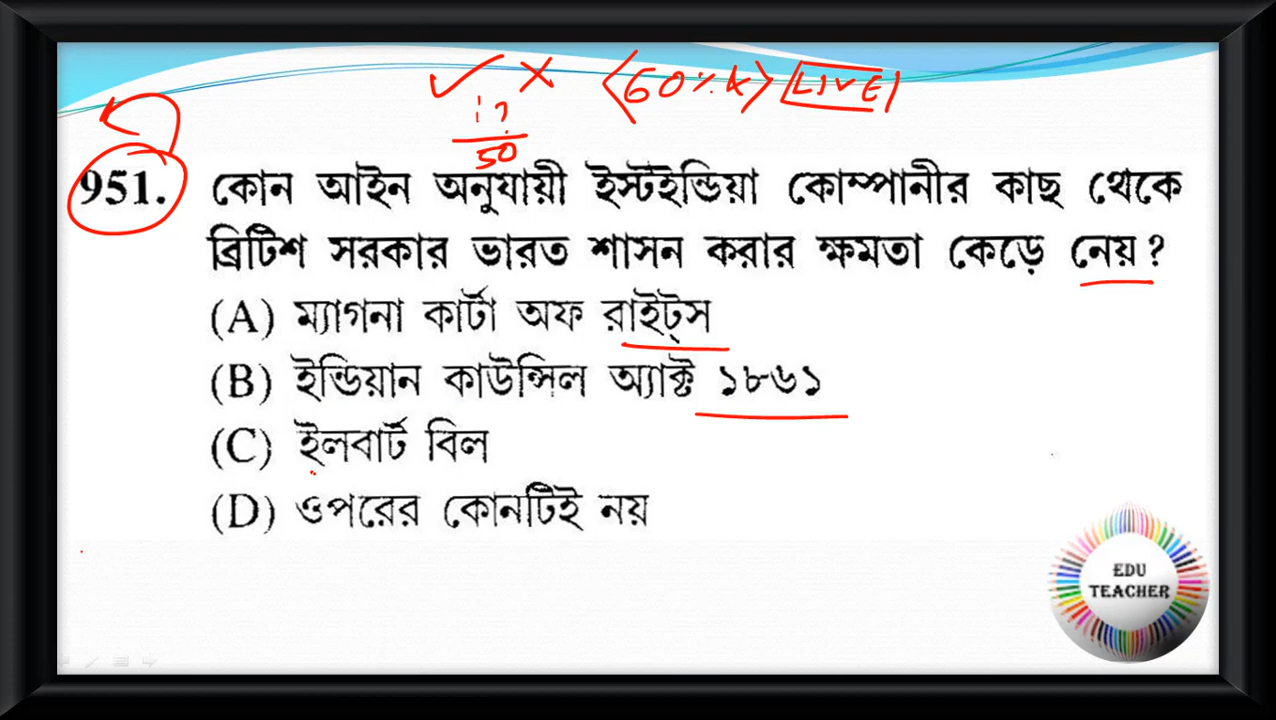 ✓ × <60% k> LIVE
1?
50
951. কোন আইন অনুযায়ী ইস্টইন্ডিয়া কোম্পানীর কাছ থেকে
ব্রিটিশ সরকার ভারত শাসন করার ক্ষমতা কেড়ে নেয় ?
(A) ম্যাগনা কার্টা অফ রাইট্স
(B) ইন্ডিয়ান কাউন্সিল অ্যাক্ট ১৮৬১
(C) ইলবার্ট বিল
(D) ওপরের কোনটিই নয়
EDU
TEACHER